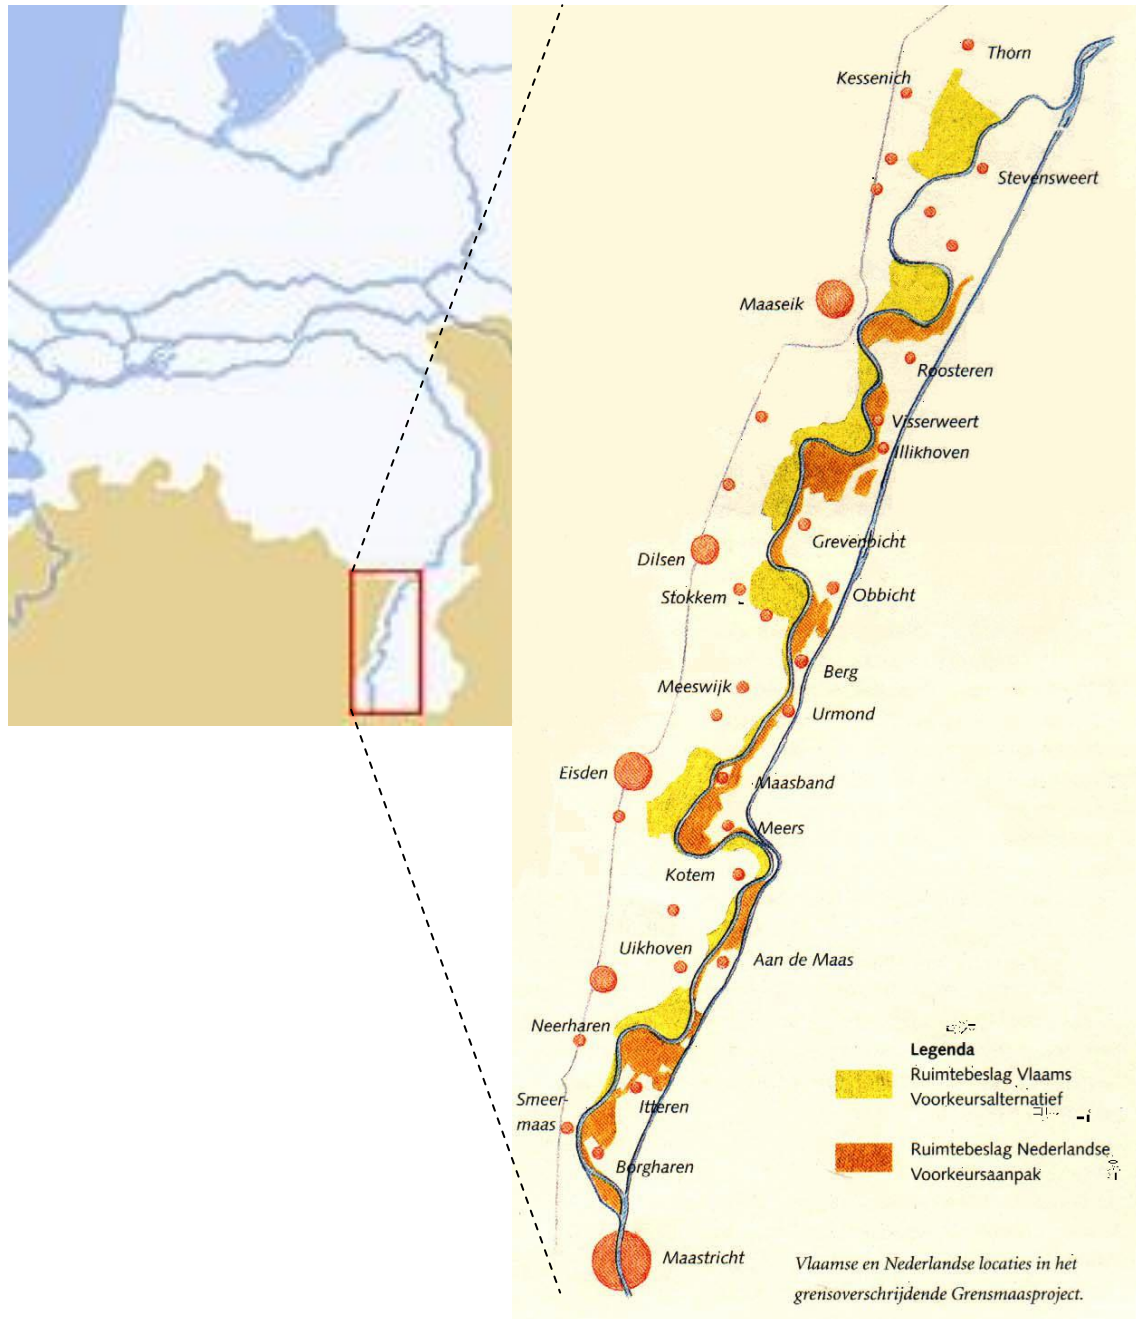 Thorn
Kessenich
Stevensweert
Maaseik
Roosteren
Visserweert
Illikhoven
Grevenbicht
Dilsen
Stokkem
Obbicht
Berg
Meeswijk
Urmond
Eisden
Maasband
Meers
Kotem
Uikhoven
Aan de Maas
Neerharen
Smeer-
maas
Itteren
Borgharen
Maastricht
Legenda
Ruimtebeslag Vlaams
Voorkeursalternatief
Ruimtebeslag Nederlandse
Voorkeursaanpak
Vlaamse en Nederlandse locaties in het
grensoverschrijdende Grensmaasproject.